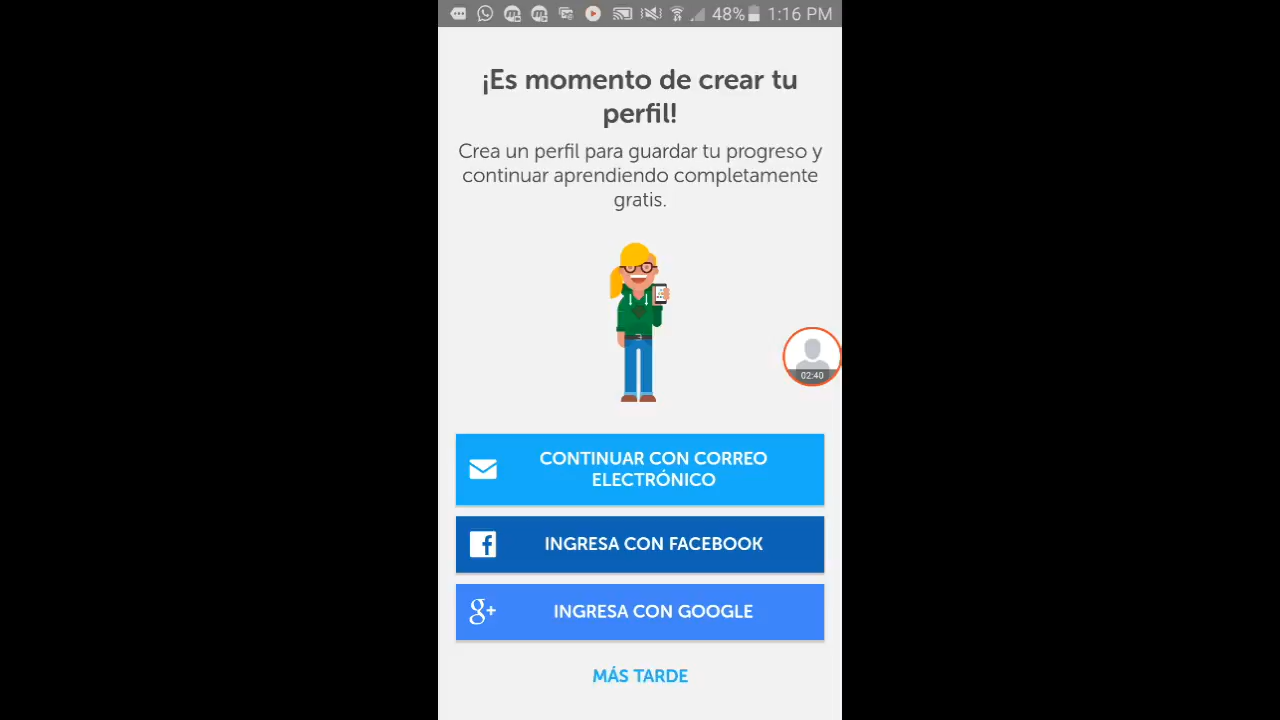 48% 1:16 PM
¡Es momento de crear tu
perfil!
Crea un perfil para guardar tu progreso y
continuar aprendiendo completamente
gratis.
02:40
CONTINUAR CON CORREO
ELECTRÓNICO
f INGRESA CON FACEBOOK
g+ INGRESA CON GOOGLE
MÁS TARDE